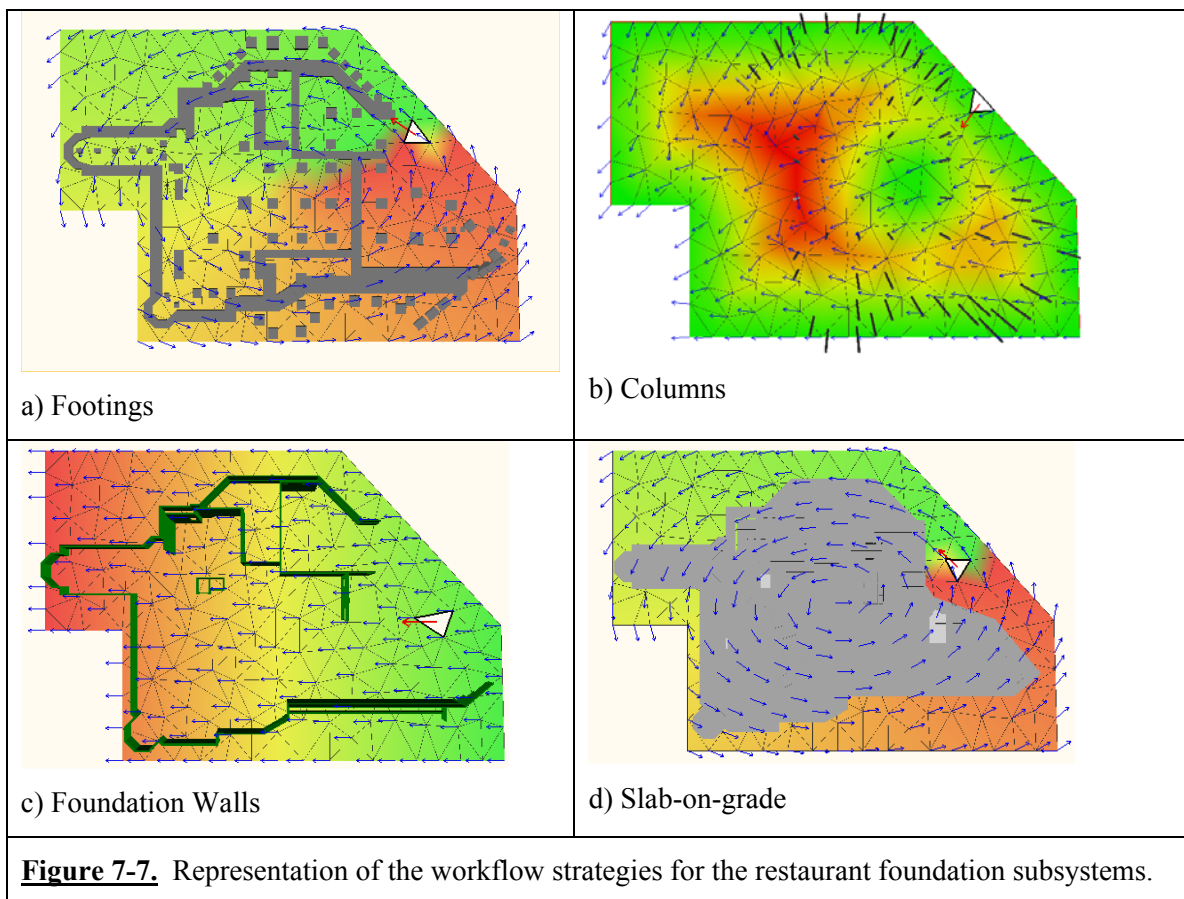 a) Footings
b) Columns
c) Foundation Walls
d) Slab-on-grade
Figure 7-7. Representation of the workflow strategies for the restaurant foundation subsystems.